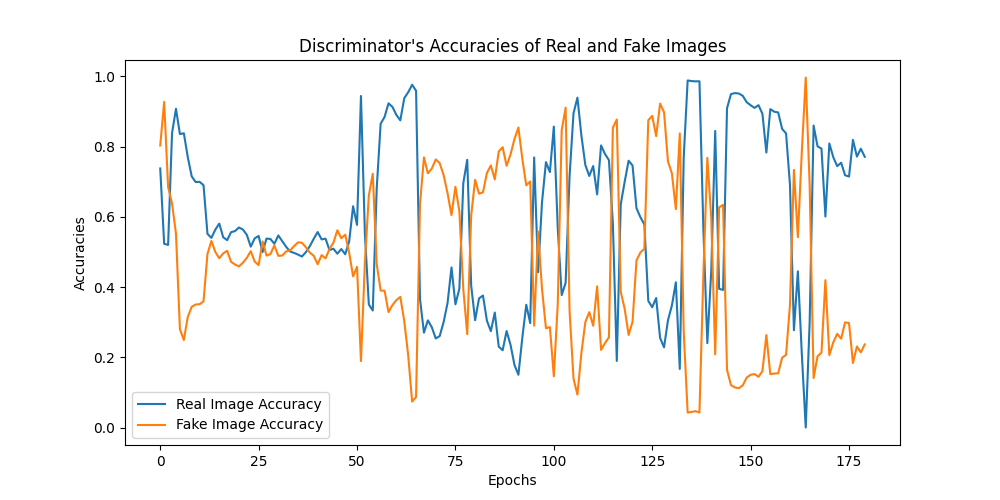 Discriminator's Accuracies of Real and Fake Images
Accuracies
1.0
0.8
0.6
0.4
0.2
0.0
Real Image Accuracy
Fake Image Accuracy
0 25 50 75 100 125 150 175
Epochs